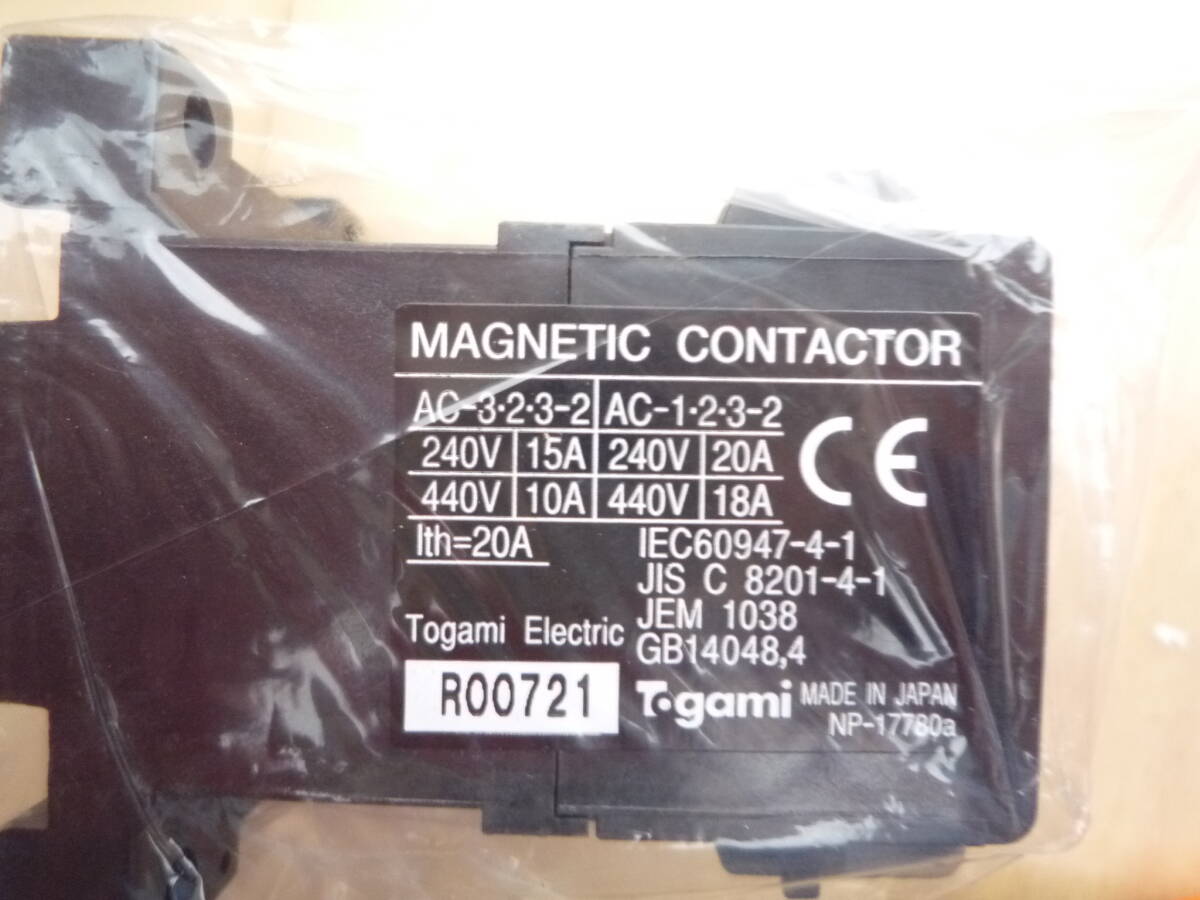 MAGNETIC CONTACTOR
AC-3·2·3-2 AC-1·2·3-2
240V 15A 240V 20A
440V 10A 440V 18A
CE
Ith=20A
IEC60947-4-1
JIS C 8201-4-1
JEM 1038
GB14048,4
Togami Electric
R00721
Togami MADE IN JAPAN
NP-17780a